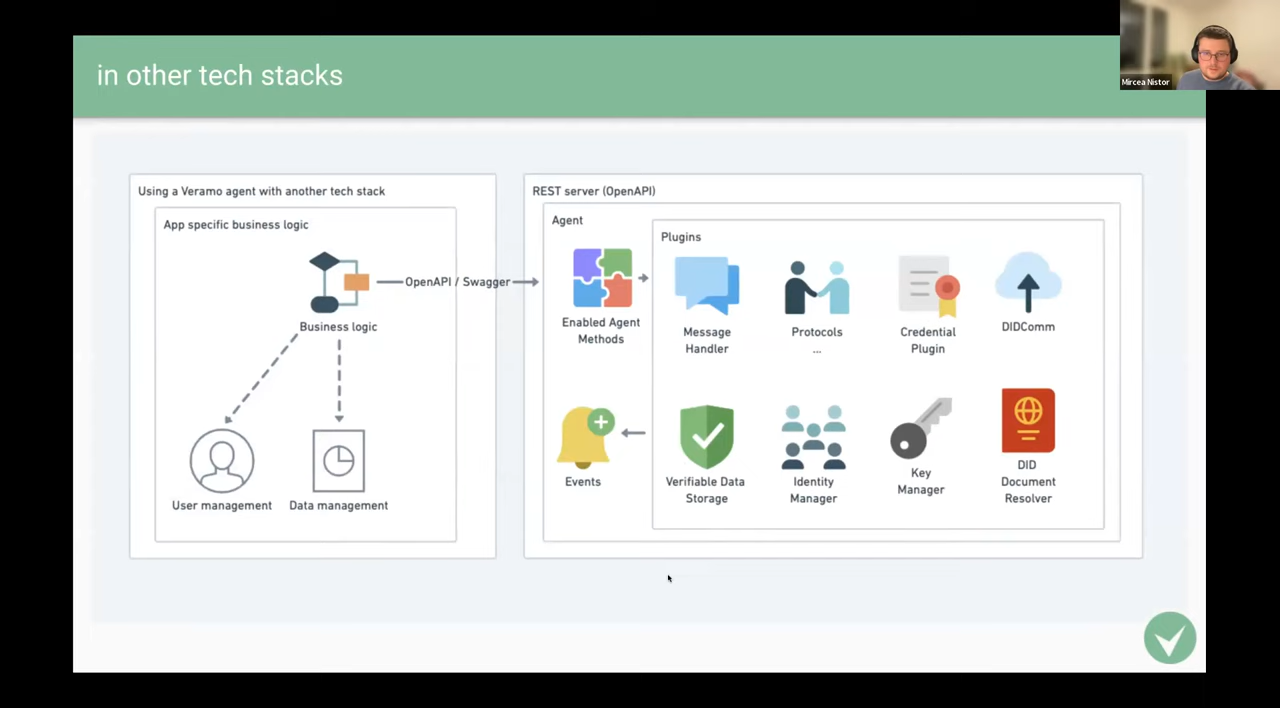 in other tech stacks
Mircea Nistor
Using a Veramo agent with another tech stack
App specific business logic
Business logic
OpenAPI / Swagger
User management
Data management
REST server (OpenAPI)
Agent
Enabled Agent
Methods
Events
Plugins
Message
Handler
Protocols
...
Credential
Plugin
DIDComm
Verifiable Data
Storage
Identity
Manager
Key
Manager
DID
Document
Resolver